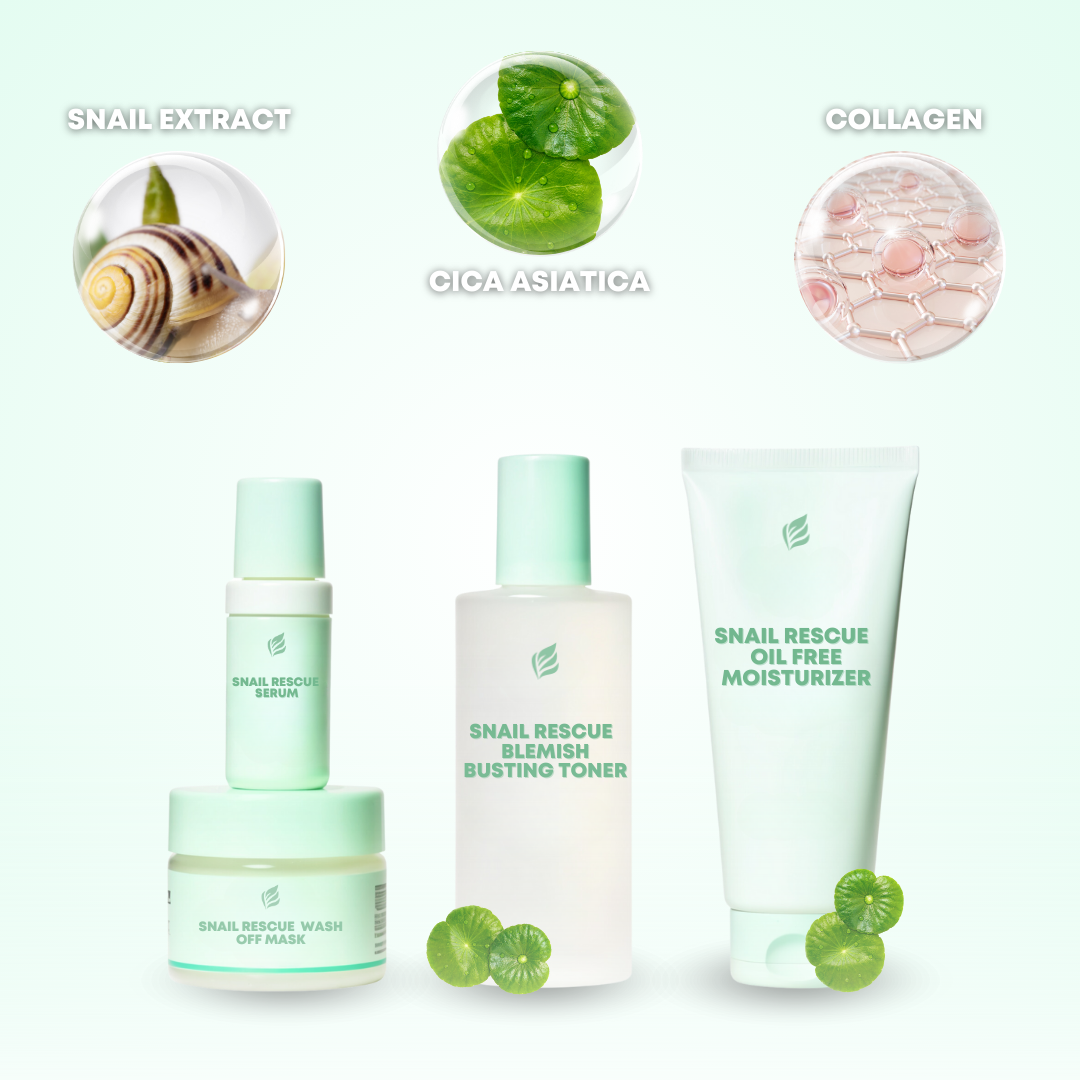 SNAIL EXTRACT
COLLAGEN
CICA ASIATICA
SNAIL RESCUE
SERUM
SNAIL RESCUE WASH
OFF MASK
SNAIL RESCUE
BLEMISH
BUSTING TONER
SNAIL RESCUE
OIL FREE
MOISTURIZER